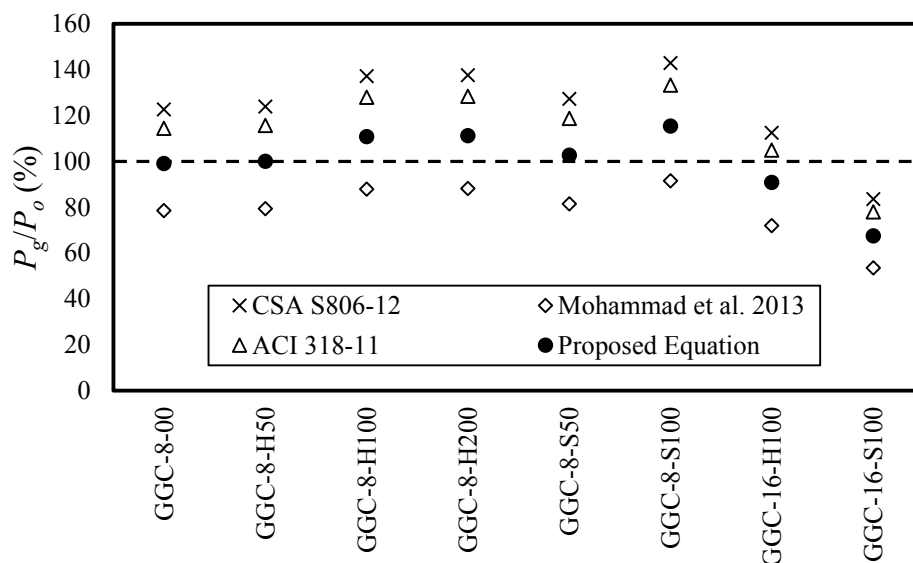 160
140
120
100
80
60
40
20
0
Pg/Po (%)
CSA S806-12
Mohammad et al. 2013
ACI 318-11
Proposed Equation
GGC-8-00
GGC-8-H50
GGC-8-H100
GGC-8-H200
GGC-8-S50
GGC-8-S100
GGC-16-H100
GGC-16-S100